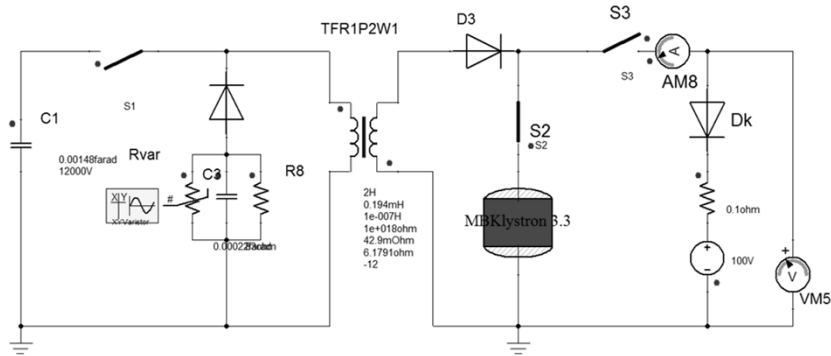 S3
TFR1P2W1
D3
A
S1
S3
AM8
C1
S2
S2
Dk
0.00148farad
12000V
Rvar
C3
R8
X Y
XYVaristor
#
2H
0.194mH
1e-007H
1e+018ohm
42.9mOhm
6.1791ohm
-12
MBKlystron 3.3
0.1ohm
100V
V
VM5